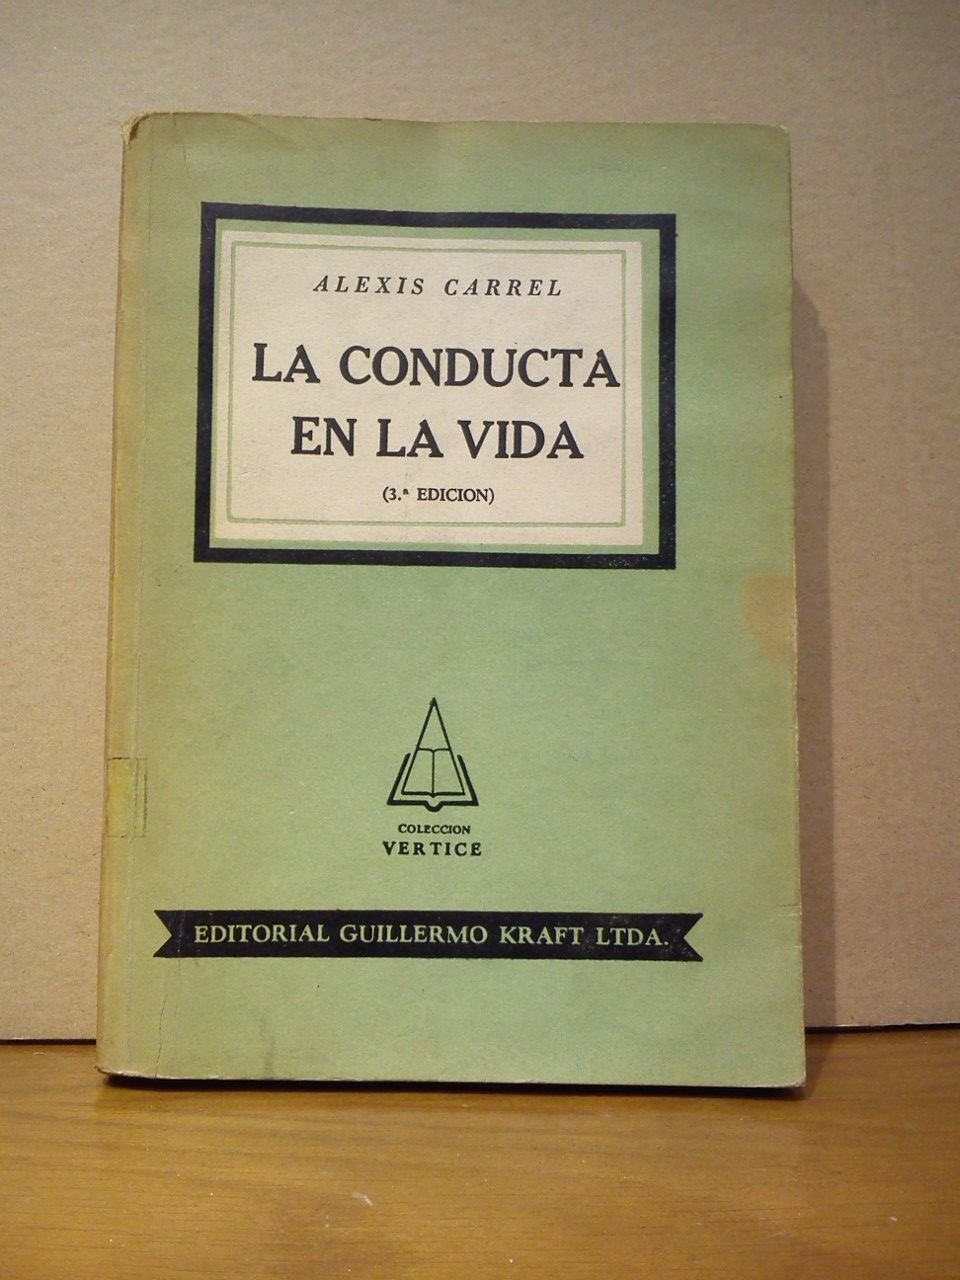 ALEXIS CARREL
LA CONDUCTA
EN LA VIDA
(3.ª EDICION)
COLECCION
VERTICE
EDITORIAL GUILLERMO KRAFT LTDA.